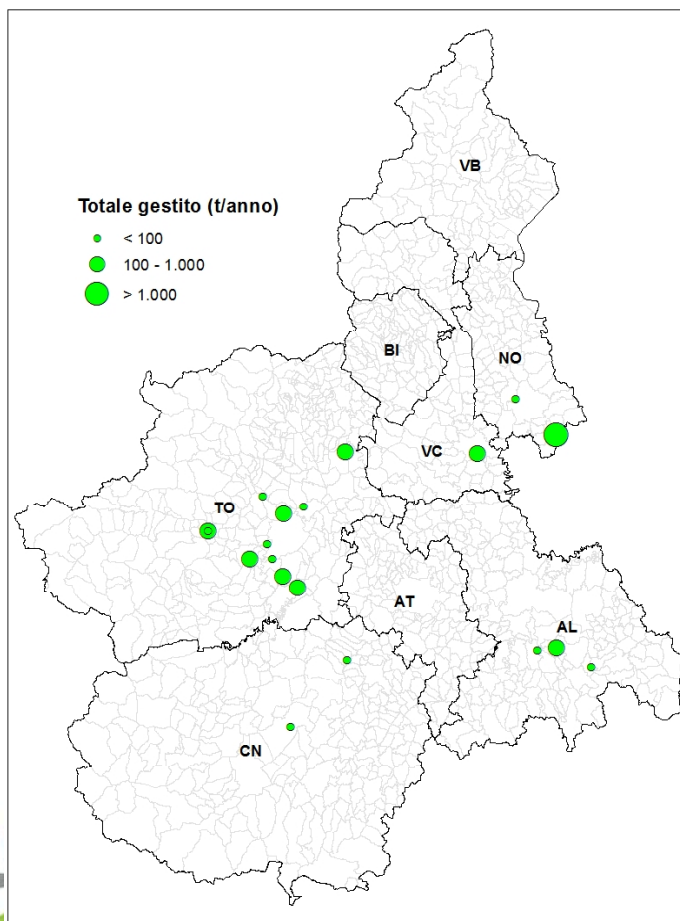 VB
Totale gestito (t/anno)
< 100
100 - 1.000
> 1.000
BI
NO
VC
TO
AT
AL
CN